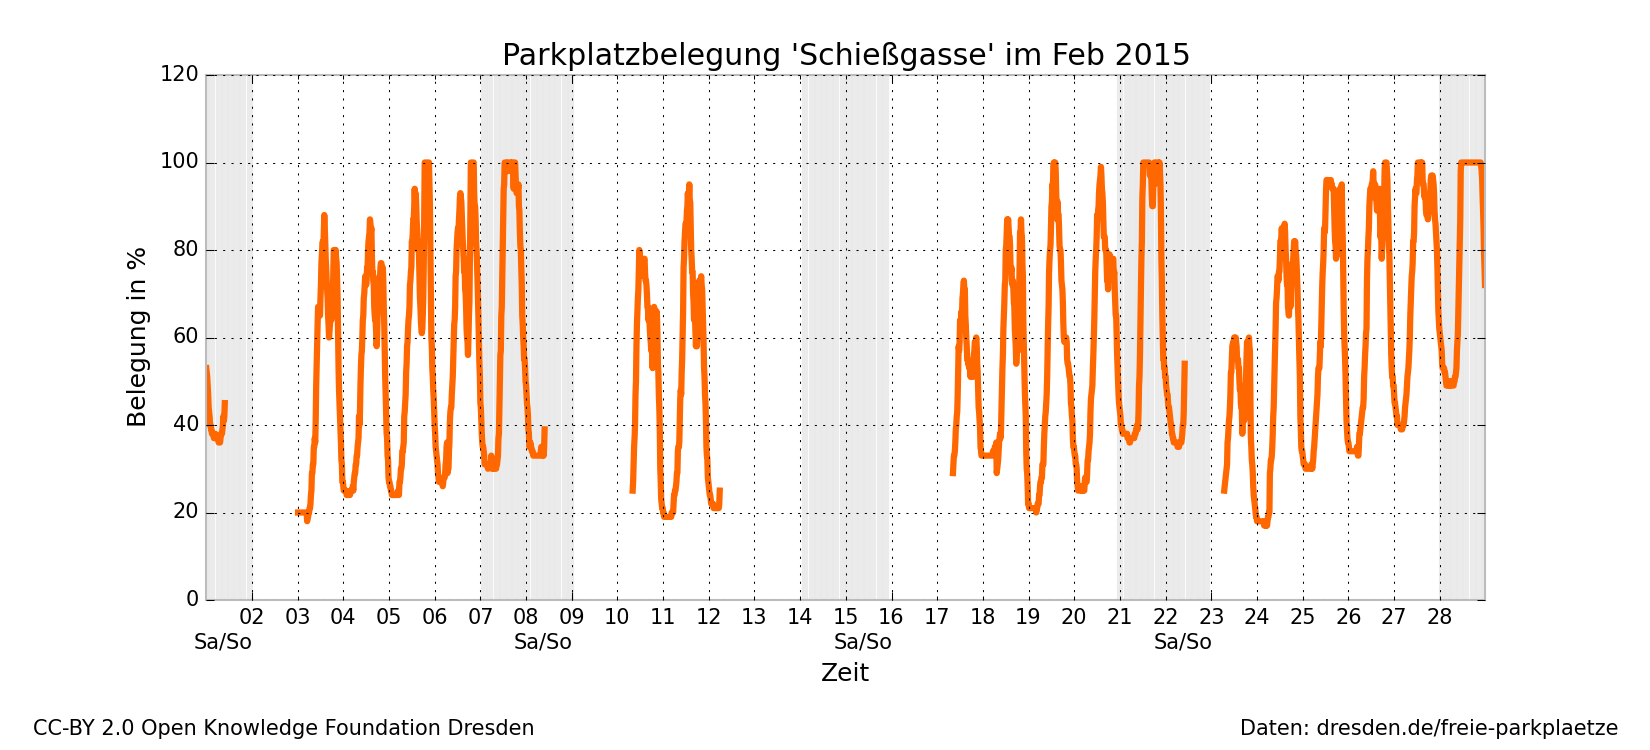 Parkplatzbelegung 'Schießgasse' im Feb 2015
120
100
80
60
40
20
0
Belegung in %
02 03 04 05 06 07 08 09 10 11 12 13 14 15 16 17 18 19 20 21 22 23 24 25 26 27 28
Sa/So Sa/So Sa/So Sa/So
Zeit
CC-BY 2.0 Open Knowledge Foundation Dresden
Daten: dresden.de/freie-parkplaetze